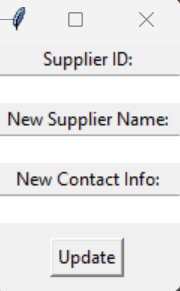 Supplier ID:
New Supplier Name:
New Contact Info:
Update